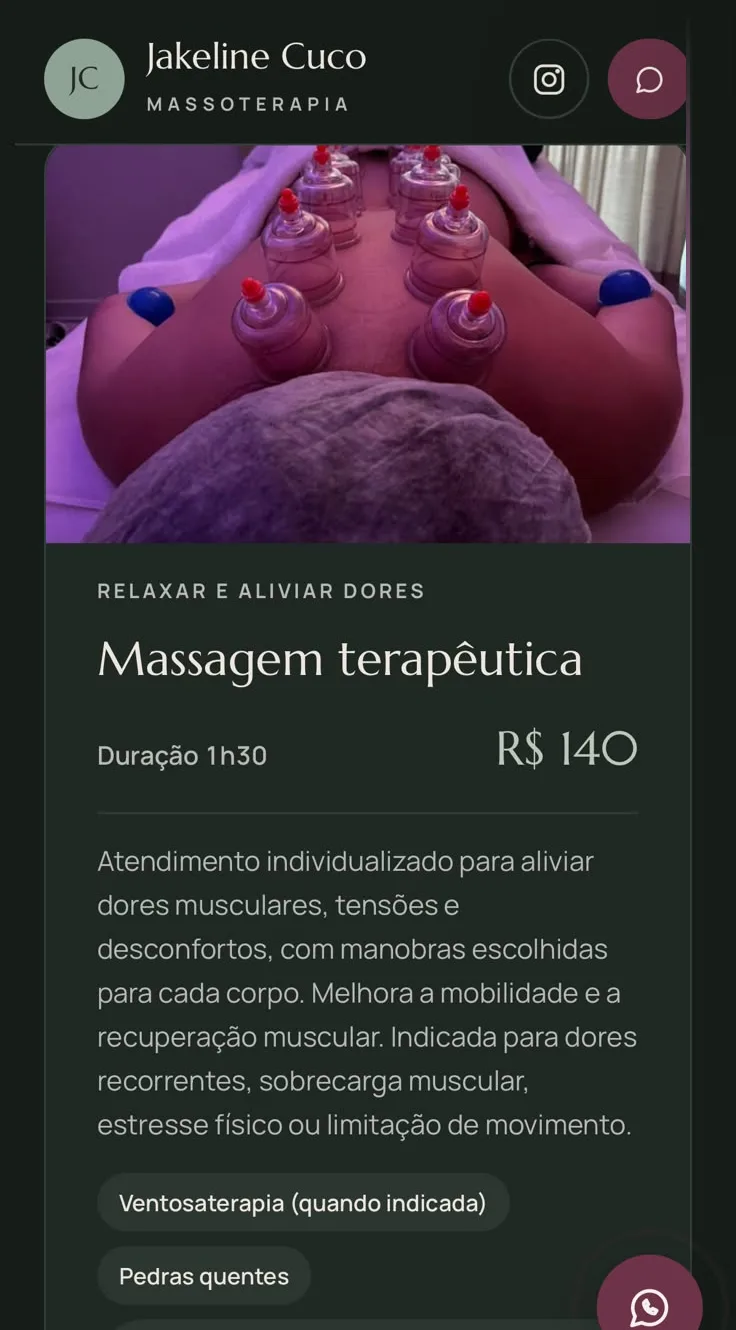 JC
Jakeline Cuco
MASSOTERAPIA
RELAXAR E ALIVIAR DORES
Massagem terapêutica
Duração 1h30
R$ 140
Atendimento individualizado para aliviar
dores musculares, tensões e
desconfortos, com manobras escolhidas
para cada corpo. Melhora a mobilidade e a
recuperação muscular. Indicada para dores
recorrentes, sobrecarga muscular,
estresse físico ou limitação de movimento.
Ventosaterapia (quando indicada)
Pedras quentes